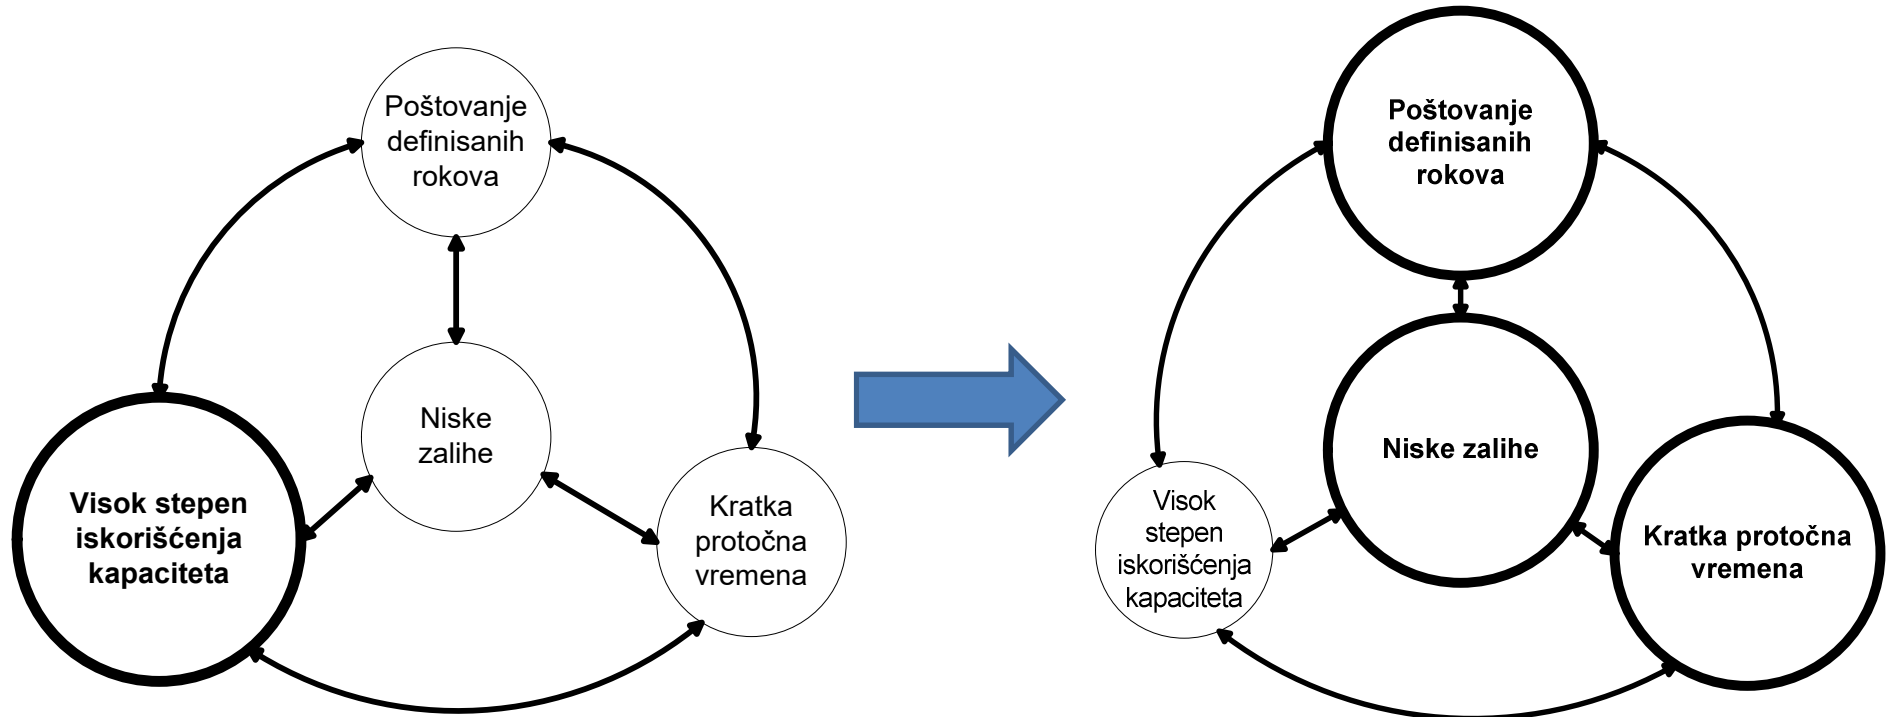 Poštovanje
definisanih
rokova
Niske
zalihe
Visok stepen
iskorišćenja
kapaciteta
Kratka
protočna
vremena
Poštovanje
definisanih
rokova
Niske zalihe
Visok
stepen
iskorišćenja
kapaciteta
Kratka protočna
vremena